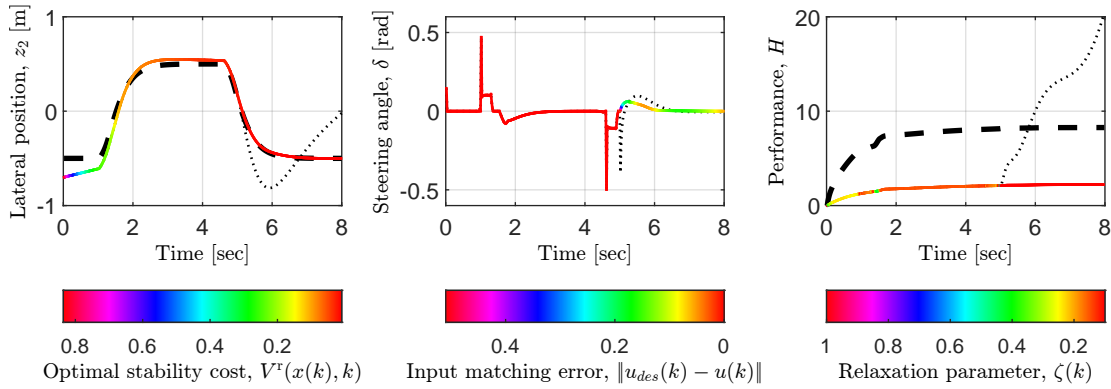 Lateral position, z₂ [m]
1
0
-1
0 2 4 6 8
Time [sec]
Steering angle, δ [rad]
0.5
0
-0.5
0 2 4 6 8
Time [sec]
Performance, H
20
10
0
0 2 4 6 8
Time [sec]
0.8 0.6 0.4 0.2
Optimal stability cost, Vʳ(x(k), k)
0.4 0.2 0
Input matching error, ‖u_des(k) − u(k)‖
1 0.8 0.6 0.4 0.2
Relaxation parameter, ζ(k)